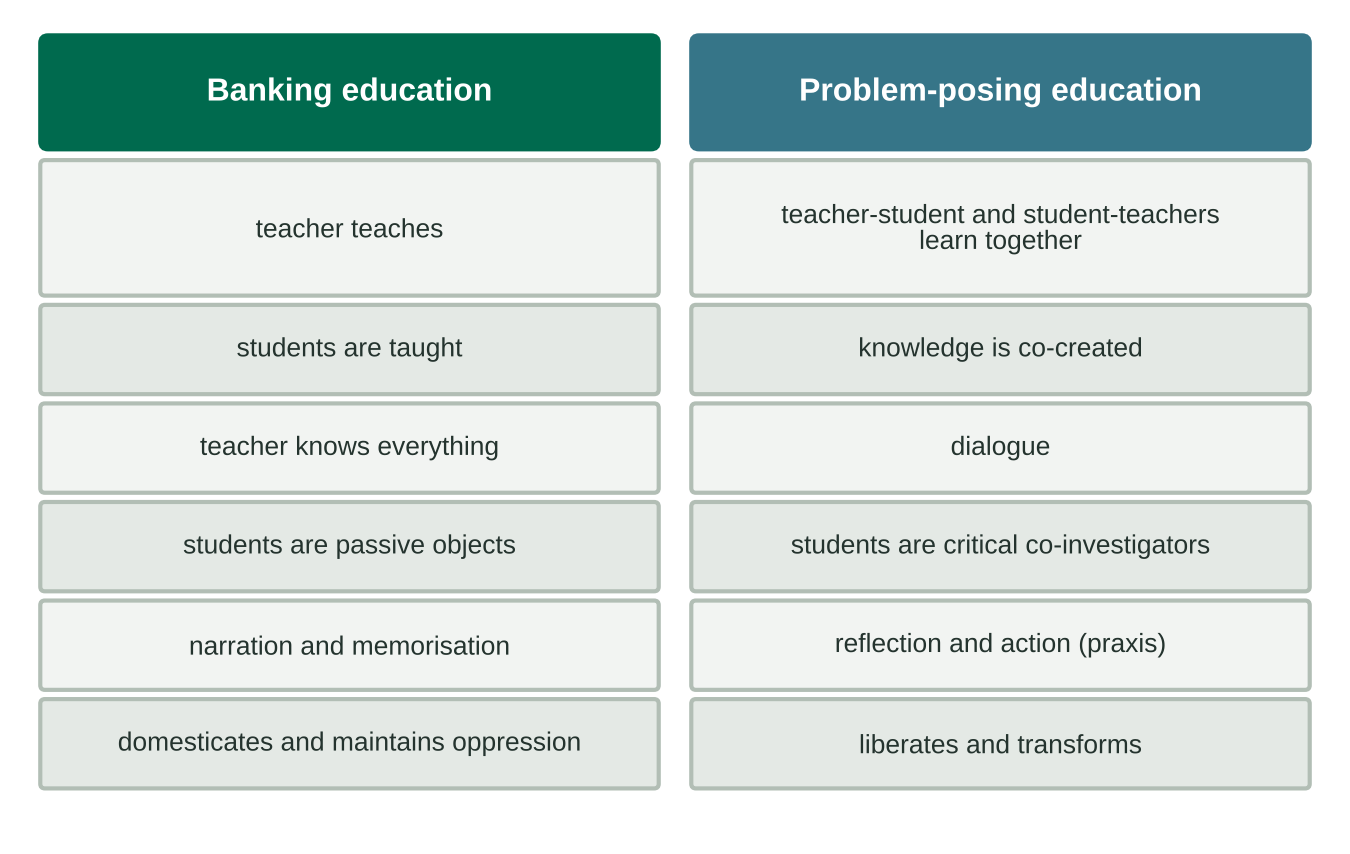 Banking education
Problem-posing education
teacher teaches
teacher-student and student-teachers
learn together
students are taught
knowledge is co-created
teacher knows everything
dialogue
students are passive objects
students are critical co-investigators
narration and memorisation
reflection and action (praxis)
domesticates and maintains oppression
liberates and transforms